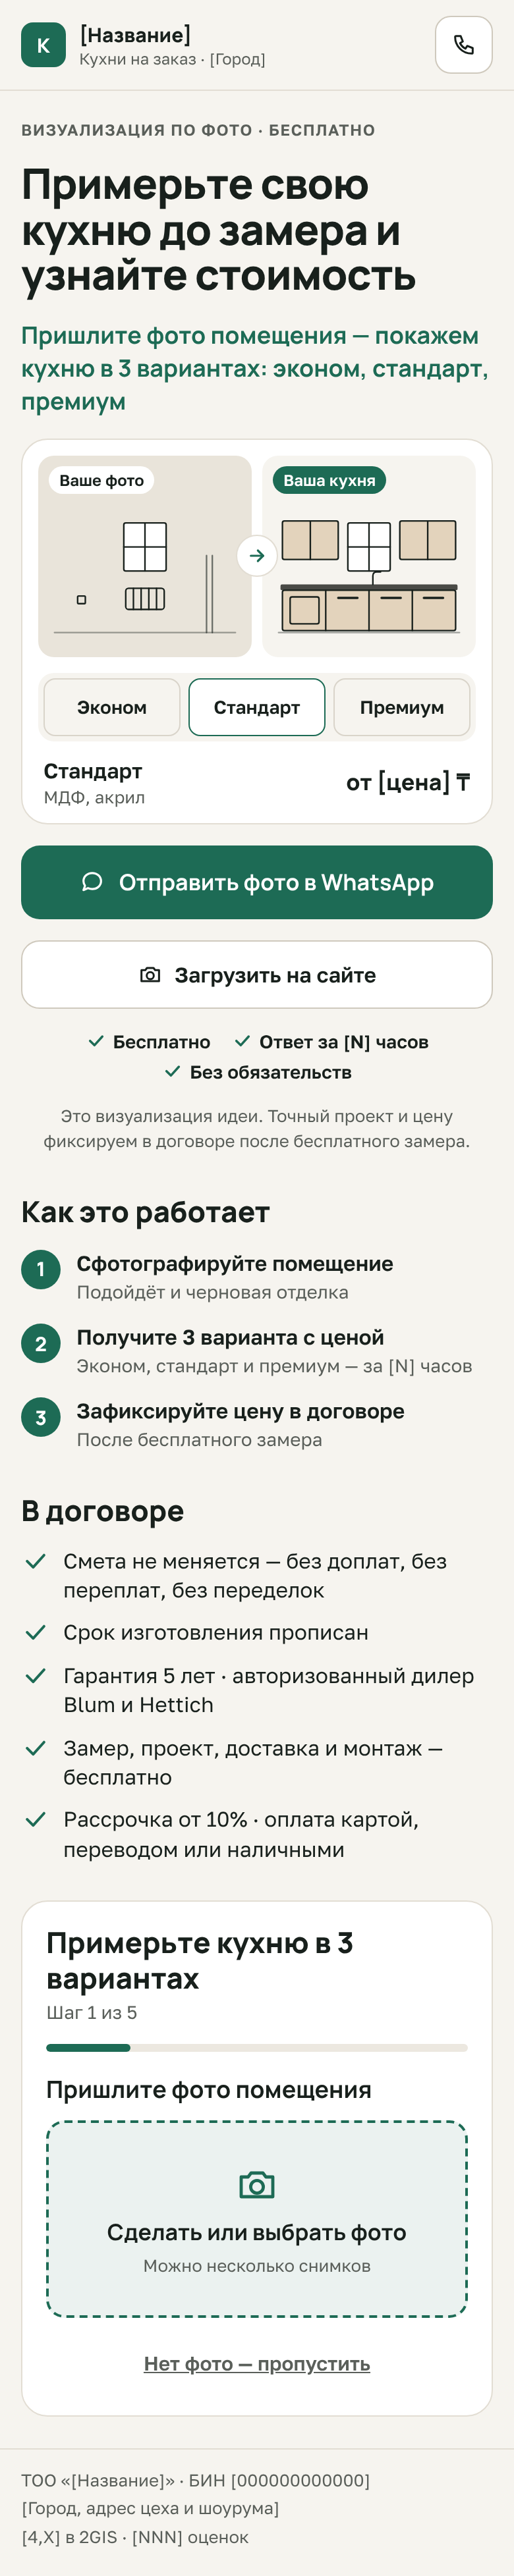 К
[Название]
Кухни на заказ · [Город]
ВИЗУАЛИЗАЦИЯ ПО ФОТО · БЕСПЛАТНО
Примерьте свою
кухню до замера и
узнайте стоимость
Пришлите фото помещения — покажем
кухню в 3 вариантах: эконом, стандарт,
премиум
Ваше фото
Ваша кухня
Эконом
Стандарт
Премиум
Стандарт
МДФ, акрил
от [цена] ₸
Отправить фото в WhatsApp
Загрузить на сайте
Бесплатно
Ответ за [N] часов
Без обязательств
Это визуализация идеи. Точный проект и цену
фиксируем в договоре после бесплатного замера.
Как это работает
1
Сфотографируйте помещение
Подойдёт и черновая отделка
2
Получите 3 варианта с ценой
Эконом, стандарт и премиум — за [N] часов
3
Зафиксируйте цену в договоре
После бесплатного замера
В договоре
Смета не меняется — без доплат, без
переплат, без переделок
Срок изготовления прописан
Гарантия 5 лет · авторизованный дилер
Blum и Hettich
Замер, проект, доставка и монтаж —
бесплатно
Рассрочка от 10% · оплата картой,
переводом или наличными
Примерьте кухню в 3
вариантах
Шаг 1 из 5
Пришлите фото помещения
Сделать или выбрать фото
Можно несколько снимков
Нет фото — пропустить
ТОО «[Название]» · БИН [000000000000]
[Город, адрес цеха и шоурума]
[4,X] в 2GIS · [NNN] оценок